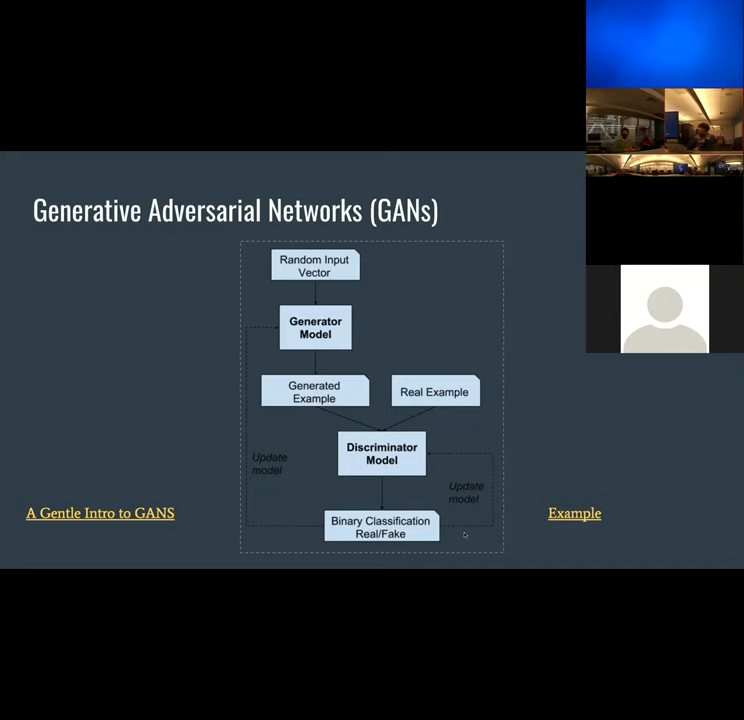 Generative Adversarial Networks (GANs)
Random Input
Vector
Generator
Model
Generated
Example
Real Example
Discriminator
Model
Update
model
Update
model
Binary Classification
Real/Fake
A Gentle Intro to GANS
Example